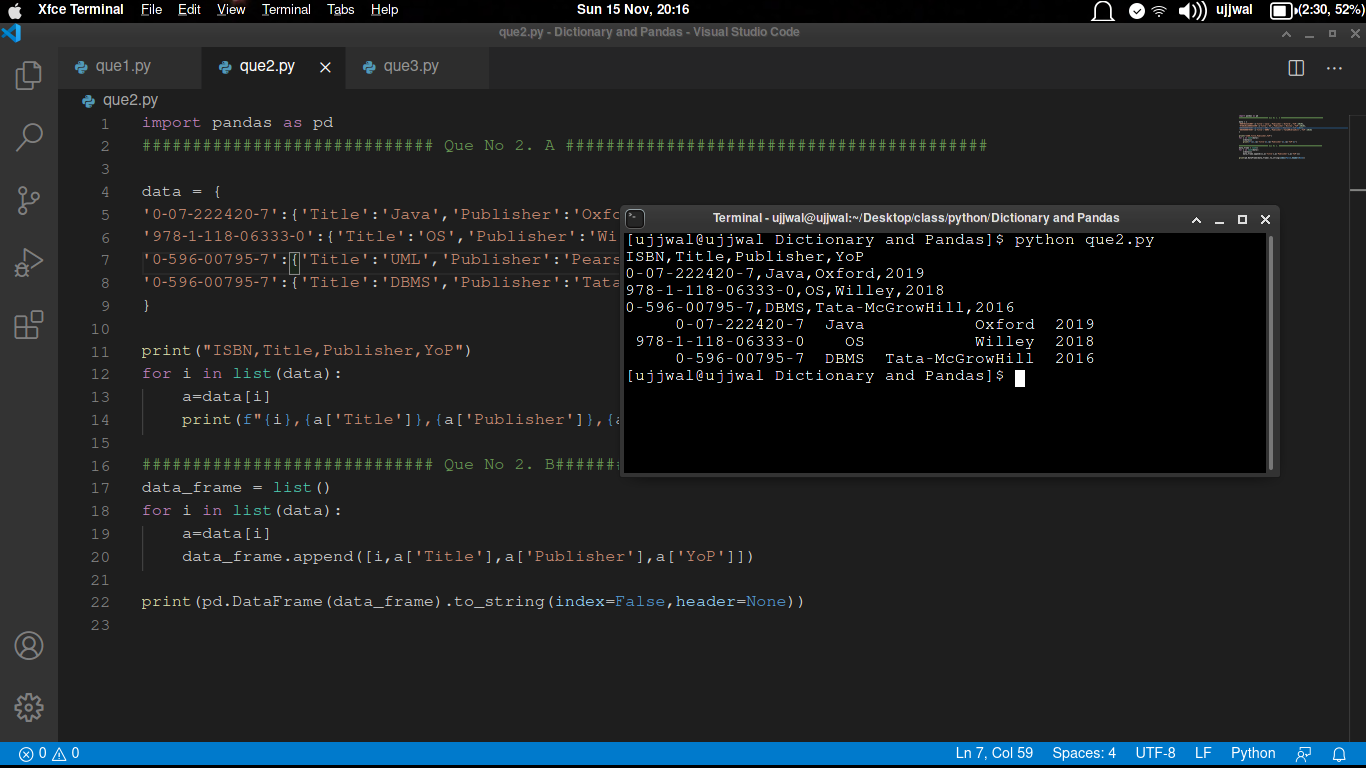 Xfce Terminal File Edit View Terminal Tabs Help Sun 15 Nov, 20:16 ujjwal (2:30, 52%)
que2.py - Dictionary and Pandas - Visual Studio Code
que1.py que2.py que3.py
que2.py
1 import pandas as pd
2 ############################# Que No 2. A ##########################################
3
4 data = {
5 '0-07-222420-7':{'Title':'Java','Publisher':'Oxfo
6 '978-1-118-06333-0':{'Title':'OS','Publisher':'Wi
7 '0-596-00795-7':{'Title':'UML','Publisher':'Pears
8 '0-596-00795-7':{'Title':'DBMS','Publisher':'Tata
9 }
10
11 print("ISBN,Title,Publisher,YoP")
12 for i in list(data):
13 a=data[i]
14 print(f"{i},{a['Title']},{a['Publisher']},{a
15
16 ############################# Que No 2. B#######
17 data_frame = list()
18 for i in list(data):
19 a=data[i]
20 data_frame.append([i,a['Title'],a['Publisher'],a['YoP']])
21
22 print(pd.DataFrame(data_frame).to_string(index=False,header=None))
23
Terminal - ujjwal@ujjwal:~/Desktop/class/python/Dictionary and Pandas
[ujjwal@ujjwal Dictionary and Pandas]$ python que2.py
ISBN,Title,Publisher,YoP
0-07-222420-7,Java,Oxford,2019
978-1-118-06333-0,OS,Willey,2018
0-596-00795-7,DBMS,Tata-McGrowHill,2016
0-07-222420-7 Java Oxford 2019
978-1-118-06333-0 OS Willey 2018
0-596-00795-7 DBMS Tata-McGrowHill 2016
[ujjwal@ujjwal Dictionary and Pandas]$
0 0 Ln 7, Col 59 Spaces: 4 UTF-8 LF Python